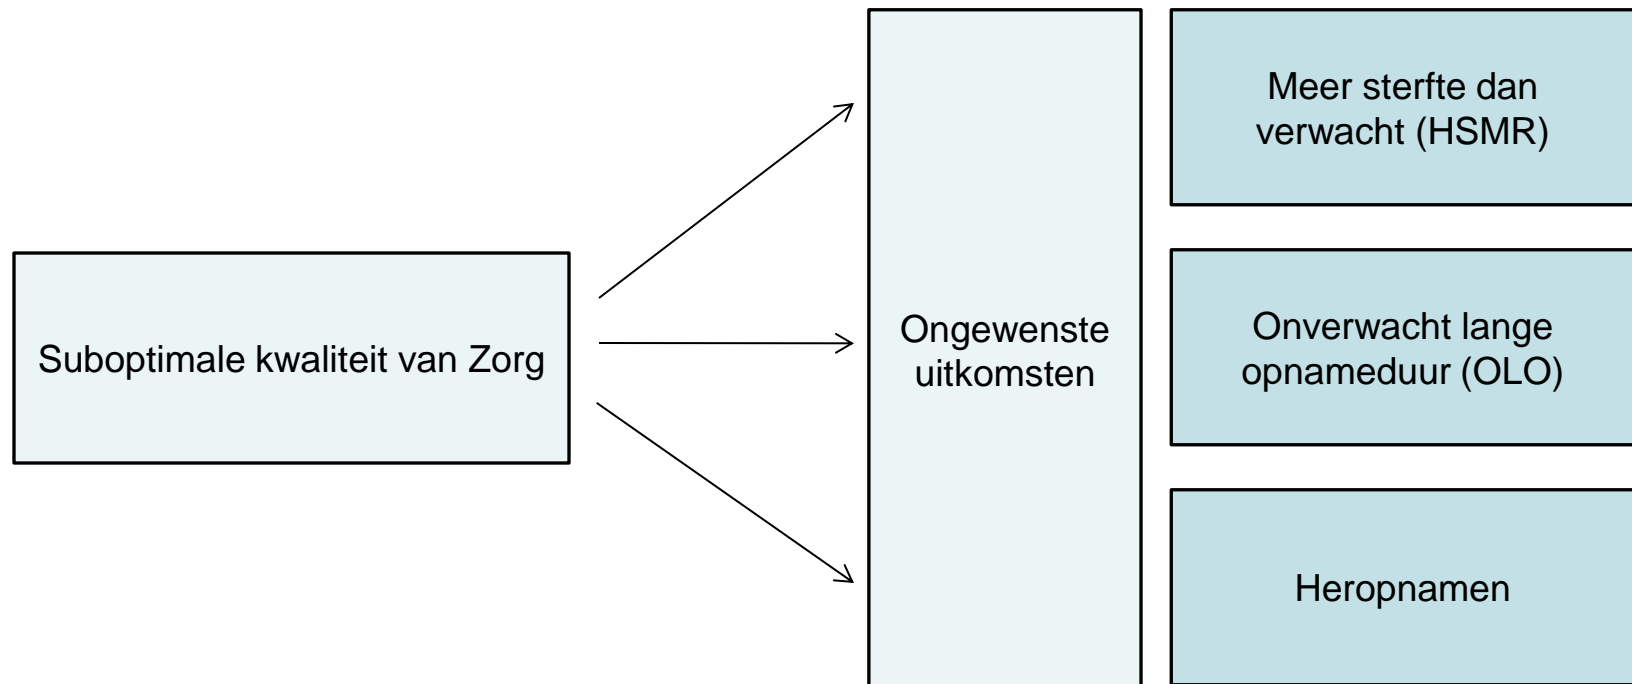 Suboptimale kwaliteit van Zorg
Ongewenste
uitkomsten
Meer sterfte dan
verwacht (HSMR)
Onverwacht lange
opnameduur (OLO)
Heropnamen